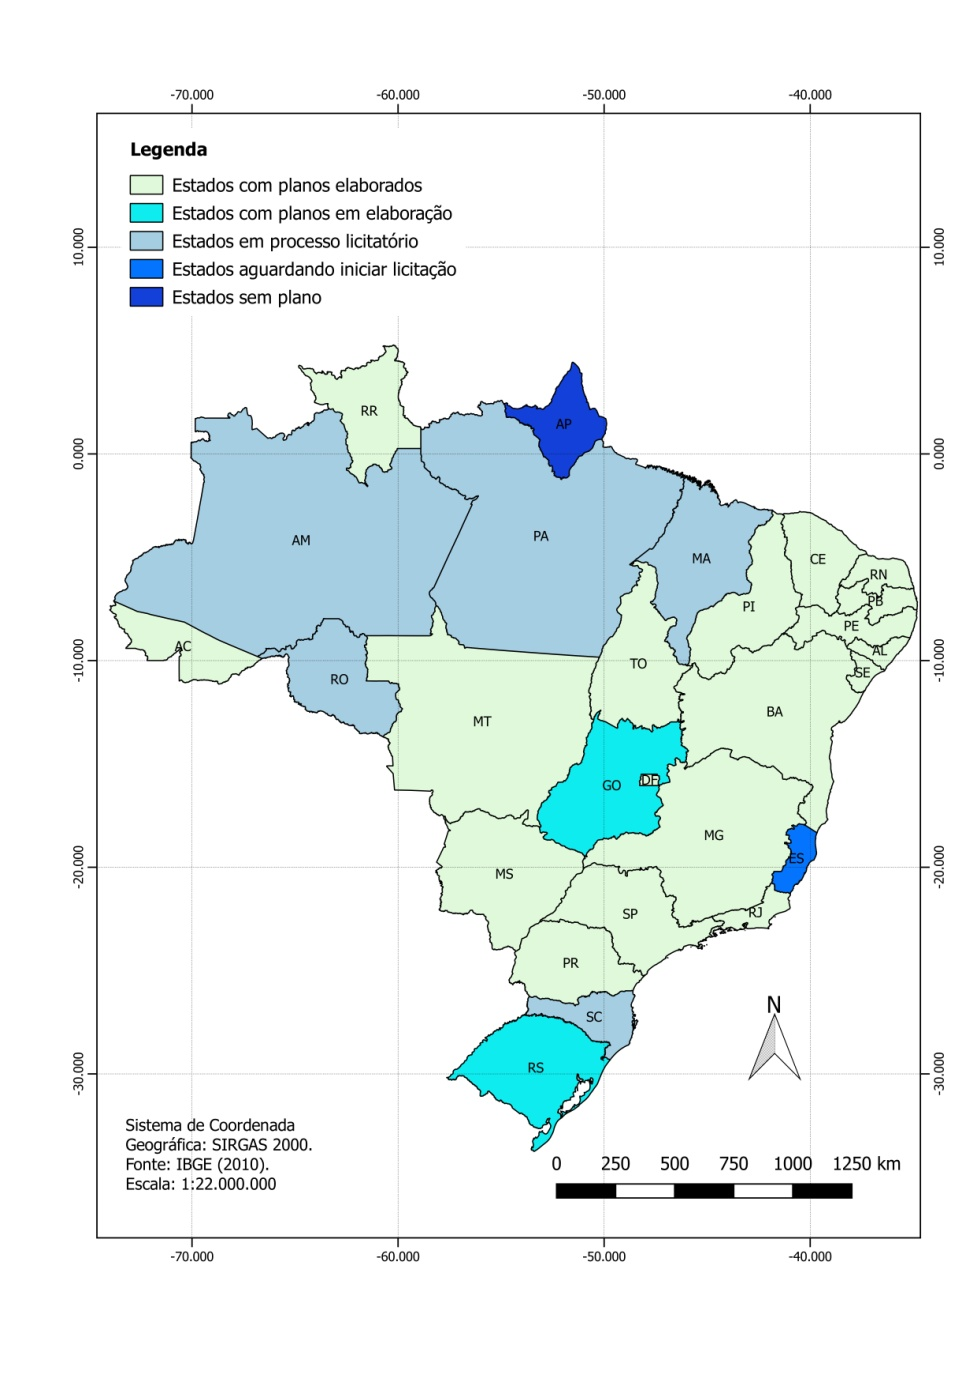 -70.000 -60.000 -50.000 -40.000
Legenda
Estados com planos elaborados
Estados com planos em elaboração
Estados em processo licitatório
Estados aguardando iniciar licitação
Estados sem plano
10.000 10.000
RR
AP
0.000 0.000
AM
PA
MA
CE
RN
PB
PI
PE
AC
AL
-10.000 -10.000
TO
SE
RO
BA
MT
DF
GO
MG
ES
-20.000 -20.000
MS
SP
RJ
PR
N
SC
RS
-30.000 -30.000
Sistema de Coordenada
Geográfica: SIRGAS 2000.
Fonte: IBGE (2010).
Escala: 1:22.000.000
0 250 500 750 1000 1250 km
-70.000 -60.000 -50.000 -40.000